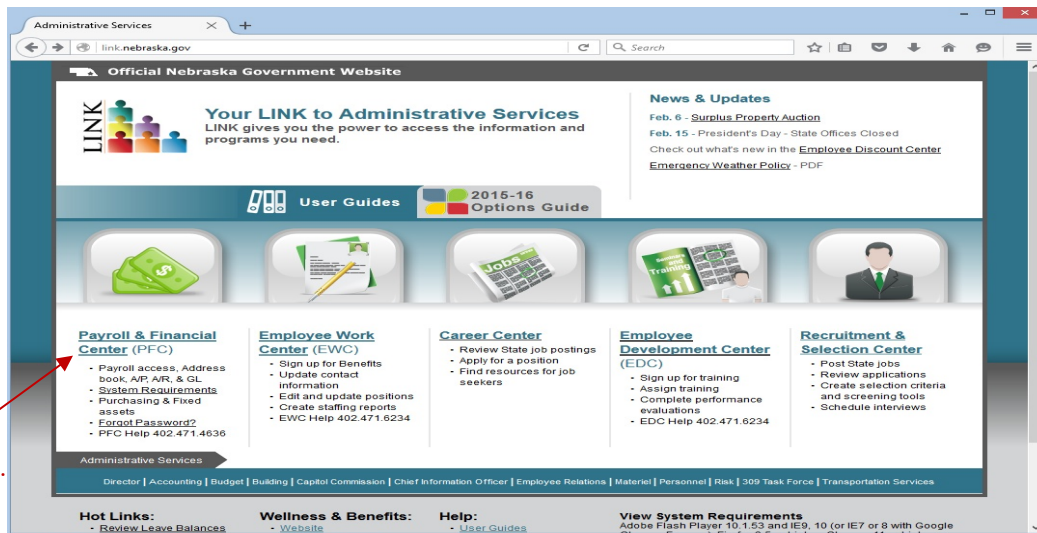 Administrative Services
link.nebraska.gov
Search
Official Nebraska Government Website
LINK
Your LINK to Administrative Services
LINK gives you the power to access the information and
programs you need.
News & Updates
Feb. 6 - Surplus Property Auction
Feb. 15 - President's Day - State Offices Closed
Check out what's new in the Employee Discount Center
Emergency Weather Policy - PDF
User Guides
2015-16
Options Guide
Jobs
Seminars
and
Training
Payroll & Financial
Center (PFC)
- Payroll access, Address
book, A/P, A/R, & GL
- System Requirements
- Purchasing & Fixed
assets
- Forgot Password?
- PFC Help 402.471.4636
Employee Work
Center (EWC)
- Sign up for Benefits
- Update contact
information
- Edit and update positions
- Create staffing reports
- EWC Help 402.471.6234
Career Center
- Review State job postings
- Apply for a position
- Find resources for job
seekers
Employee
Development Center
(EDC)
- Sign up for training
- Assign training
- Complete performance
evaluations
- EDC Help 402.471.6234
Recruitment &
Selection Center
- Post State jobs
- Review applications
- Create selection criteria
and screening tools
- Schedule interviews
Administrative Services
Director | Accounting | Budget | Building | Capitol Commission | Chief Information Officer | Employee Relations | Materiel | Personnel | Risk | 309 Task Force | Transportation Services
Hot Links:
- Review Leave Balances
Wellness & Benefits:
- Website
Help:
- User Guides
View System Requirements
Adobe Flash Player 10.1.53 and IE9, 10 (or IE7 or 8 with Google